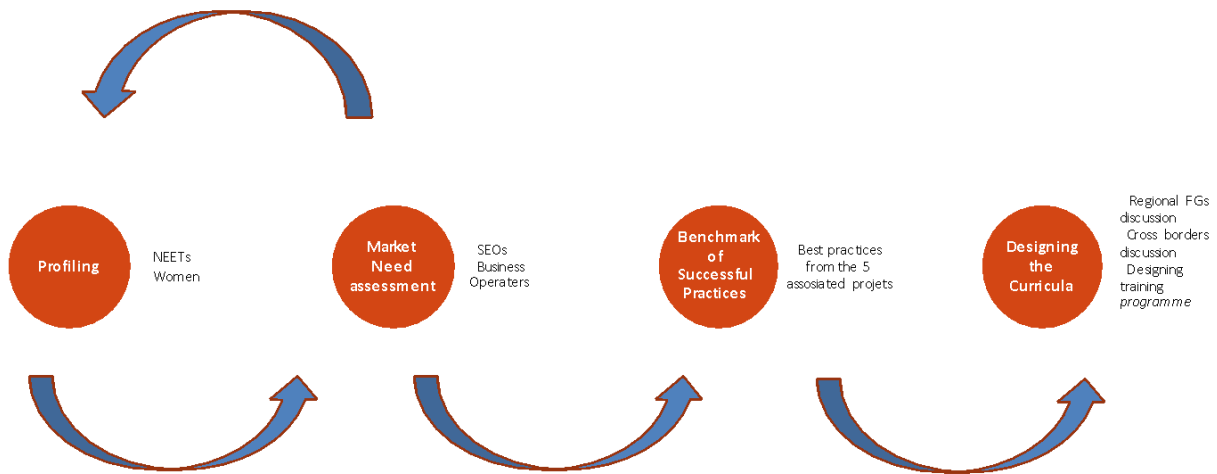 Profiling
NEETs
Women
Market
Need
assessment
SEOs
Business
Operaters
Benchmark
of
Successful
Practices
Best practices
from the 5
assosiated projets
Designing
the
Curricula
Regional FGs
discussion
Cross borders
discussion
Designing
training
programme